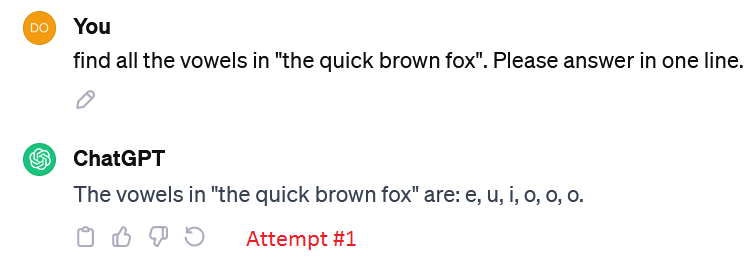 DO You
find all the vowels in "the quick brown fox". Please answer in one line.
ChatGPT
The vowels in "the quick brown fox" are: e, u, i, o, o, o.
Attempt #1